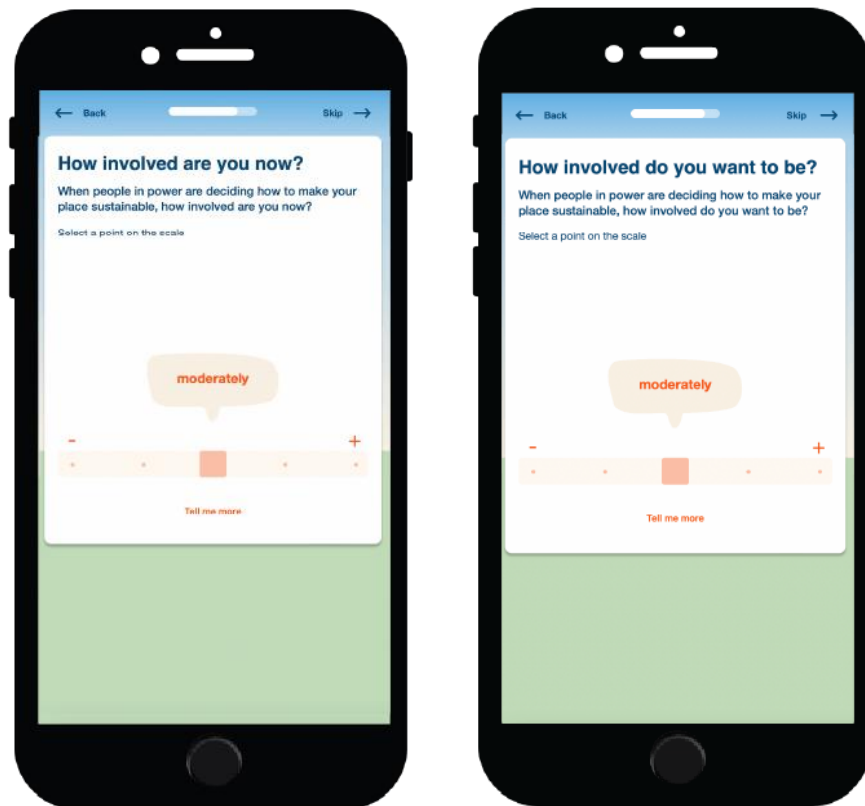 Back
Skip
How involved are you now?
When people in power are deciding how to make your
place sustainable, how involved are you now?
Select a point on the scale
moderately
-
+
Tell me more
Back
Skip
How involved do you want to be?
When people in power are deciding how to make your
place sustainable, how involved do you want to be?
Select a point on the scale
moderately
-
+
Tell me more